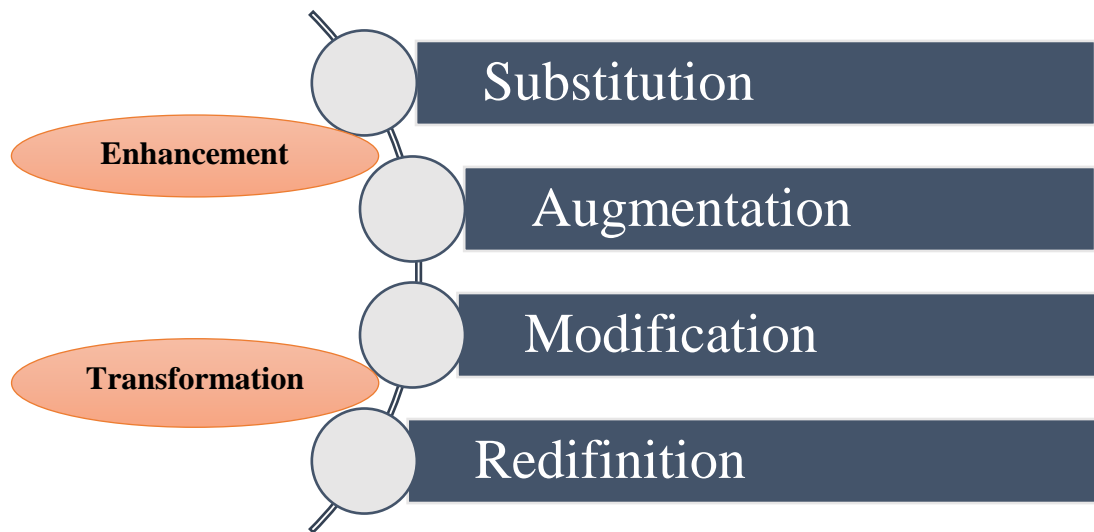 Substitution
Enhancement
Augmentation
Modification
Transformation
Redifinition